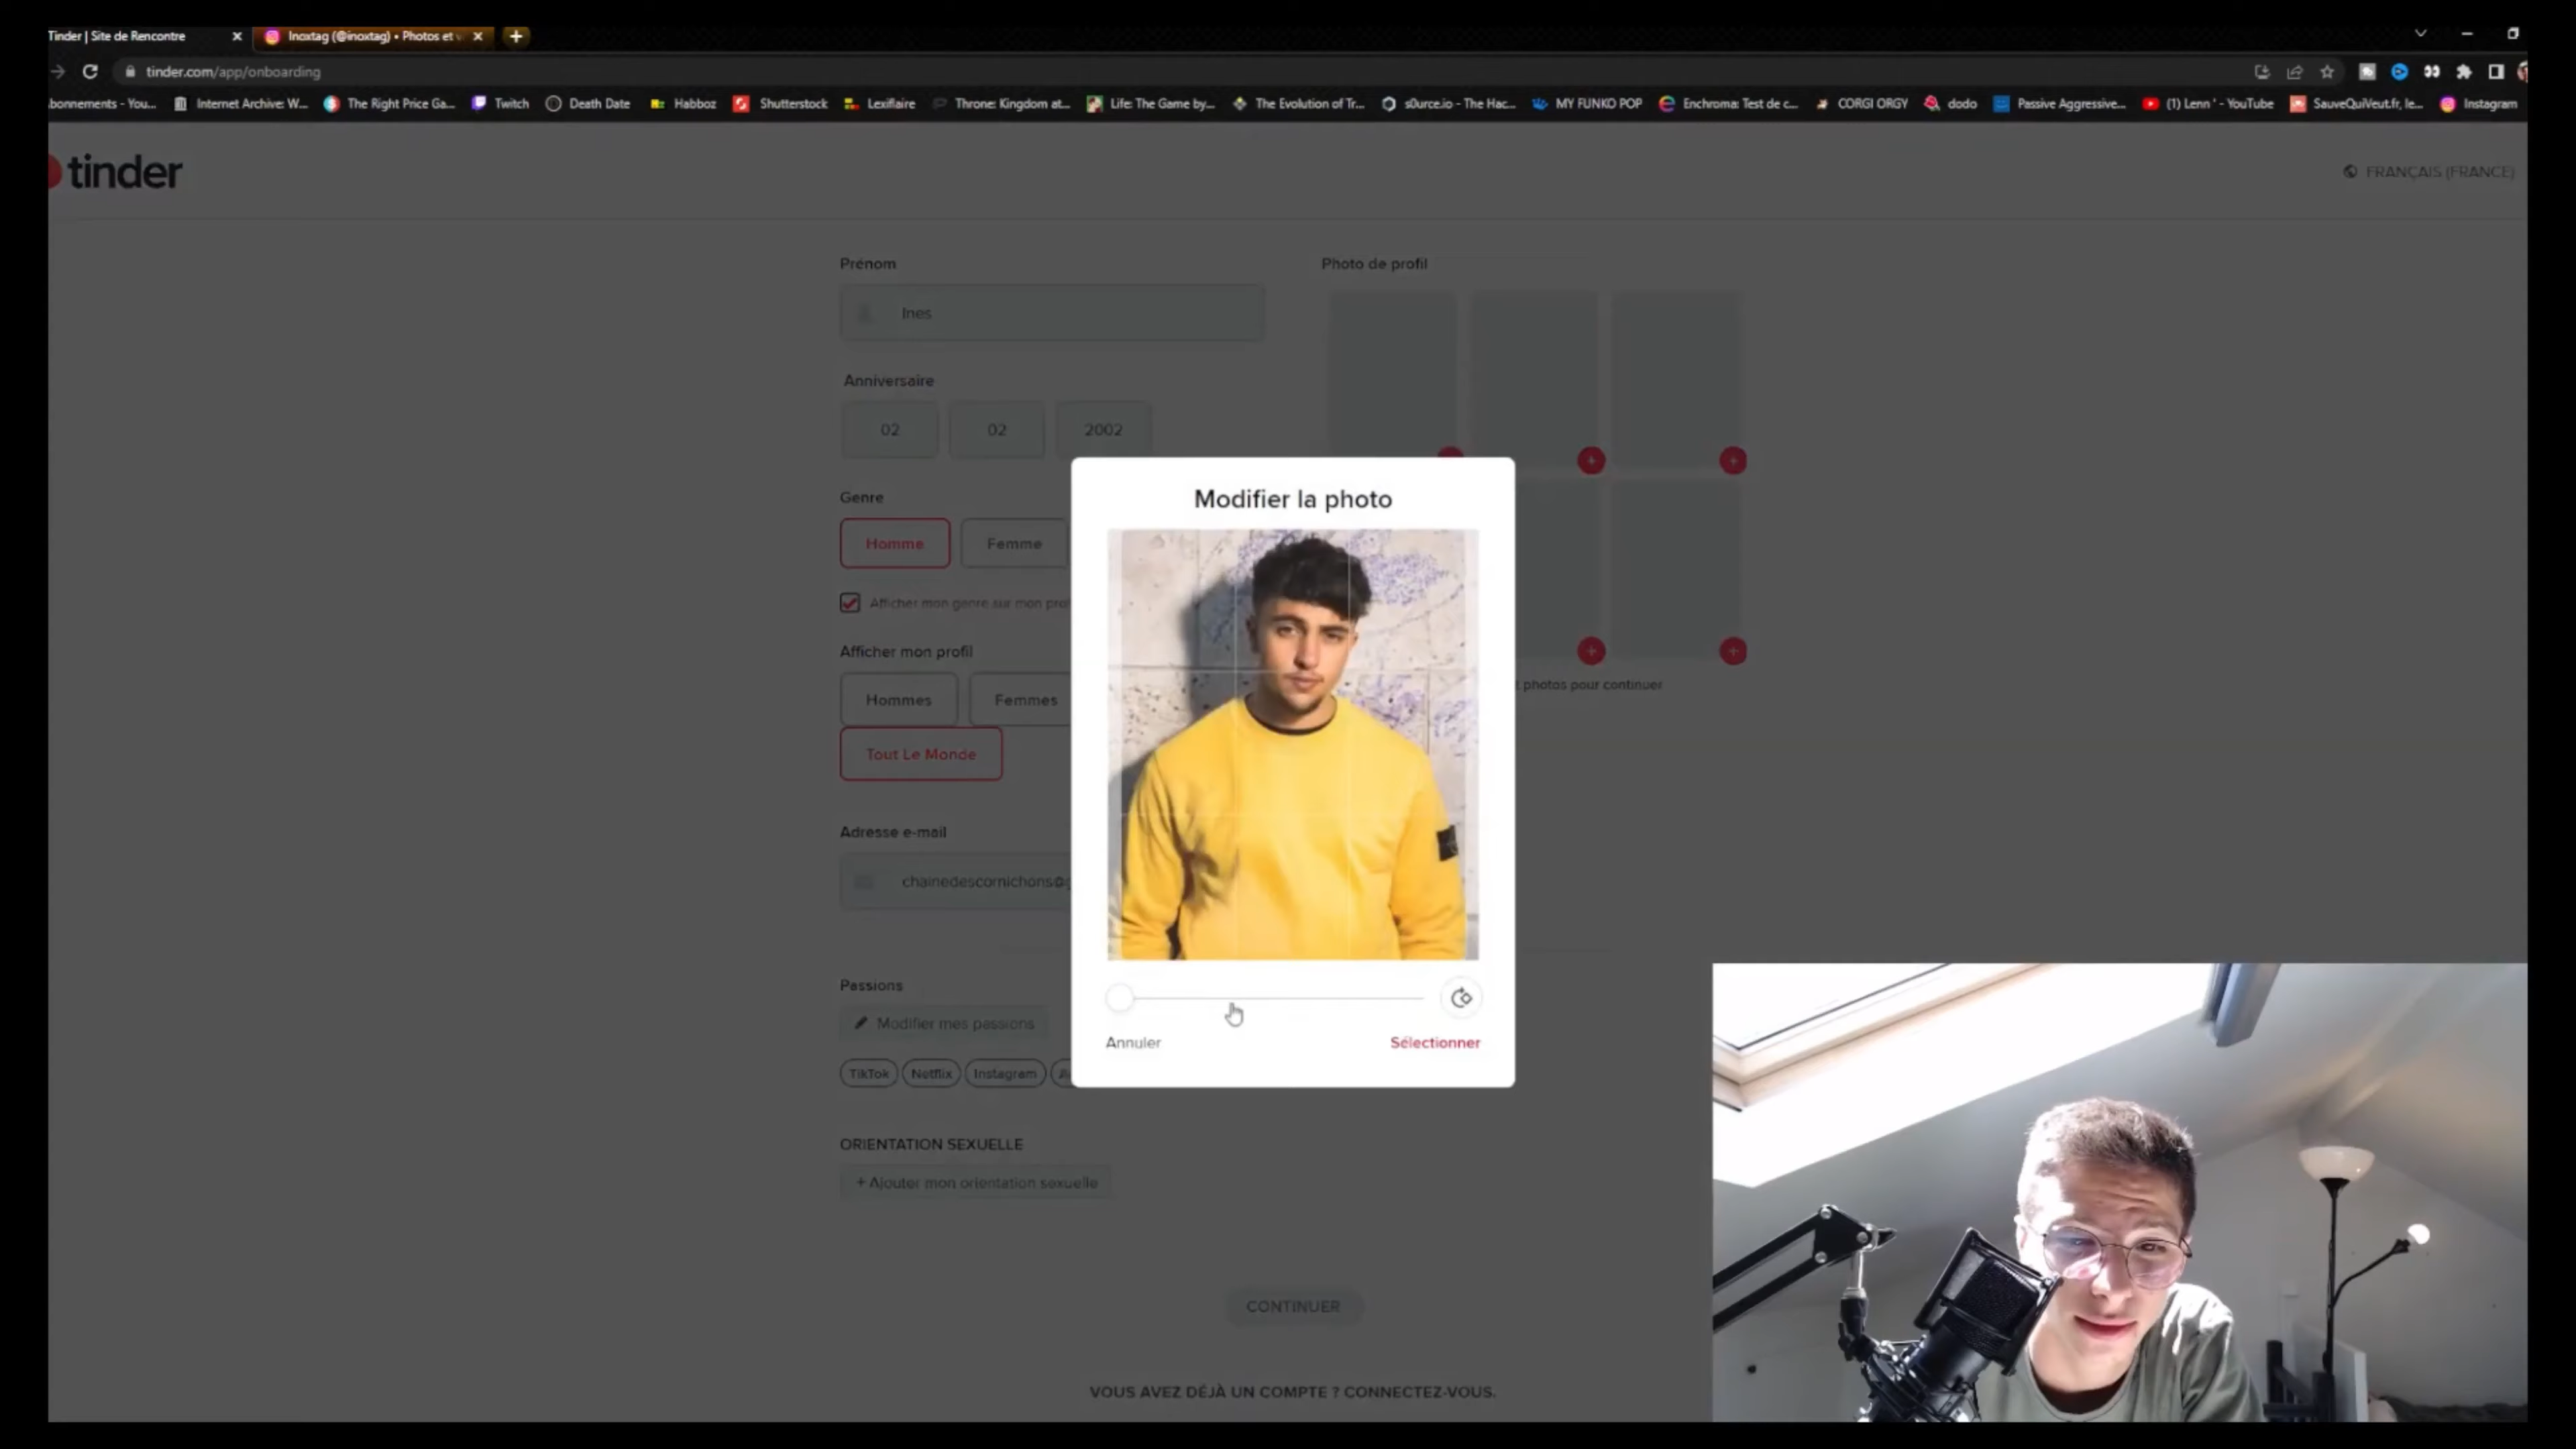 Tinder | Site de Rencontre
Inoxtag (@inoxtag) • Photos et v
tinder.com/app/onboarding
bonnements - You...
Internet Archive: W...
The Right Price Ga...
Twitch
Death Date
Habboz
Shutterstock
Lexiflaire
Throne: Kingdom at...
Life: The Game by...
The Evolution of Tr...
s0urce.io - The Hac...
MY FUNKO POP
Enchroma: Test de c...
CORGI ORGY
dodo
Passive Aggressive...
(1) Lenn ' - YouTube
SauveQuiVeut.fr, le...
Instagram
tinder
FRANÇAIS (FRANCE)
Prénom
Ines
Anniversaire
02 02 2002
Genre
Homme Femme
Afficher mon genre sur mon prof
Afficher mon profil
Hommes Femmes
Tout Le Monde
Adresse e-mail
chainedescornichons@g
Passions
Modifier mes passions
TikTok Netflix Instagram
ORIENTATION SEXUELLE
+ Ajouter mon orientation sexuelle
Photo de profil
photos pour continuer
Modifier la photo
Annuler
Sélectionner
CONTINUER
VOUS AVEZ DÉJÀ UN COMPTE ? CONNECTEZ-VOUS.